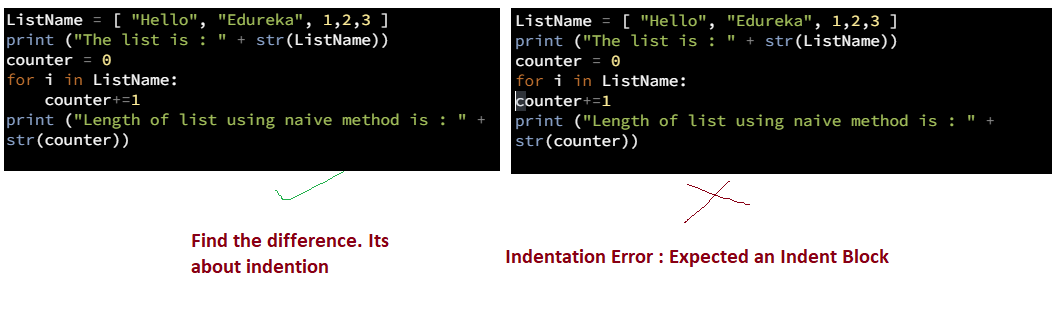 ListName = [ "Hello", "Edureka", 1,2,3 ]
print ("The list is : " + str(ListName))
counter = 0
for i in ListName:
    counter+=1
print ("Length of list using naive method is : " +
str(counter))
Find the difference. Its
about indention
ListName = [ "Hello", "Edureka", 1,2,3 ]
print ("The list is : " + str(ListName))
counter = 0
for i in ListName:
counter+=1
print ("Length of list using naive method is : " +
str(counter))
Indentation Error : Expected an Indent Block